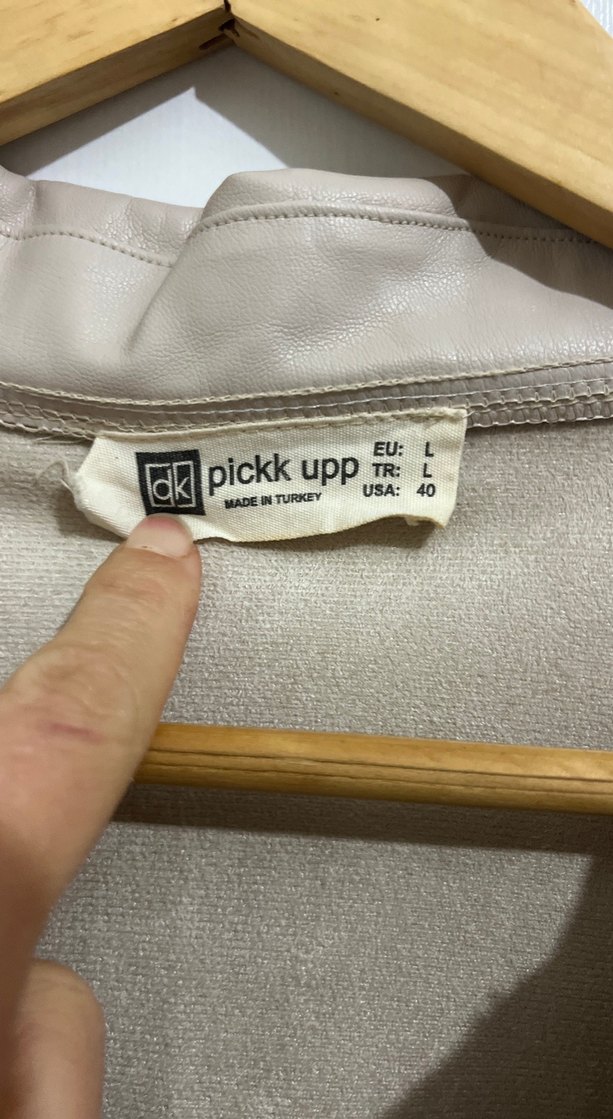 dk pickk upp
MADE IN TURKEY
EU: L
TR: L
USA: 40